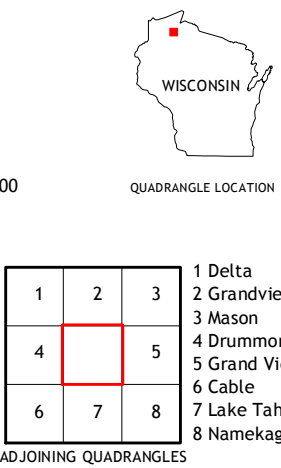 WISCONSIN
00
QUADRANGLE LOCATION
1 2 3
4 5
6 7 8
1 Delta
2 Grandvie
3 Mason
4 Drummo
5 Grand Vi
6 Cable
7 Lake Tah
8 Namekag
ADJOINING QUADRANGLES